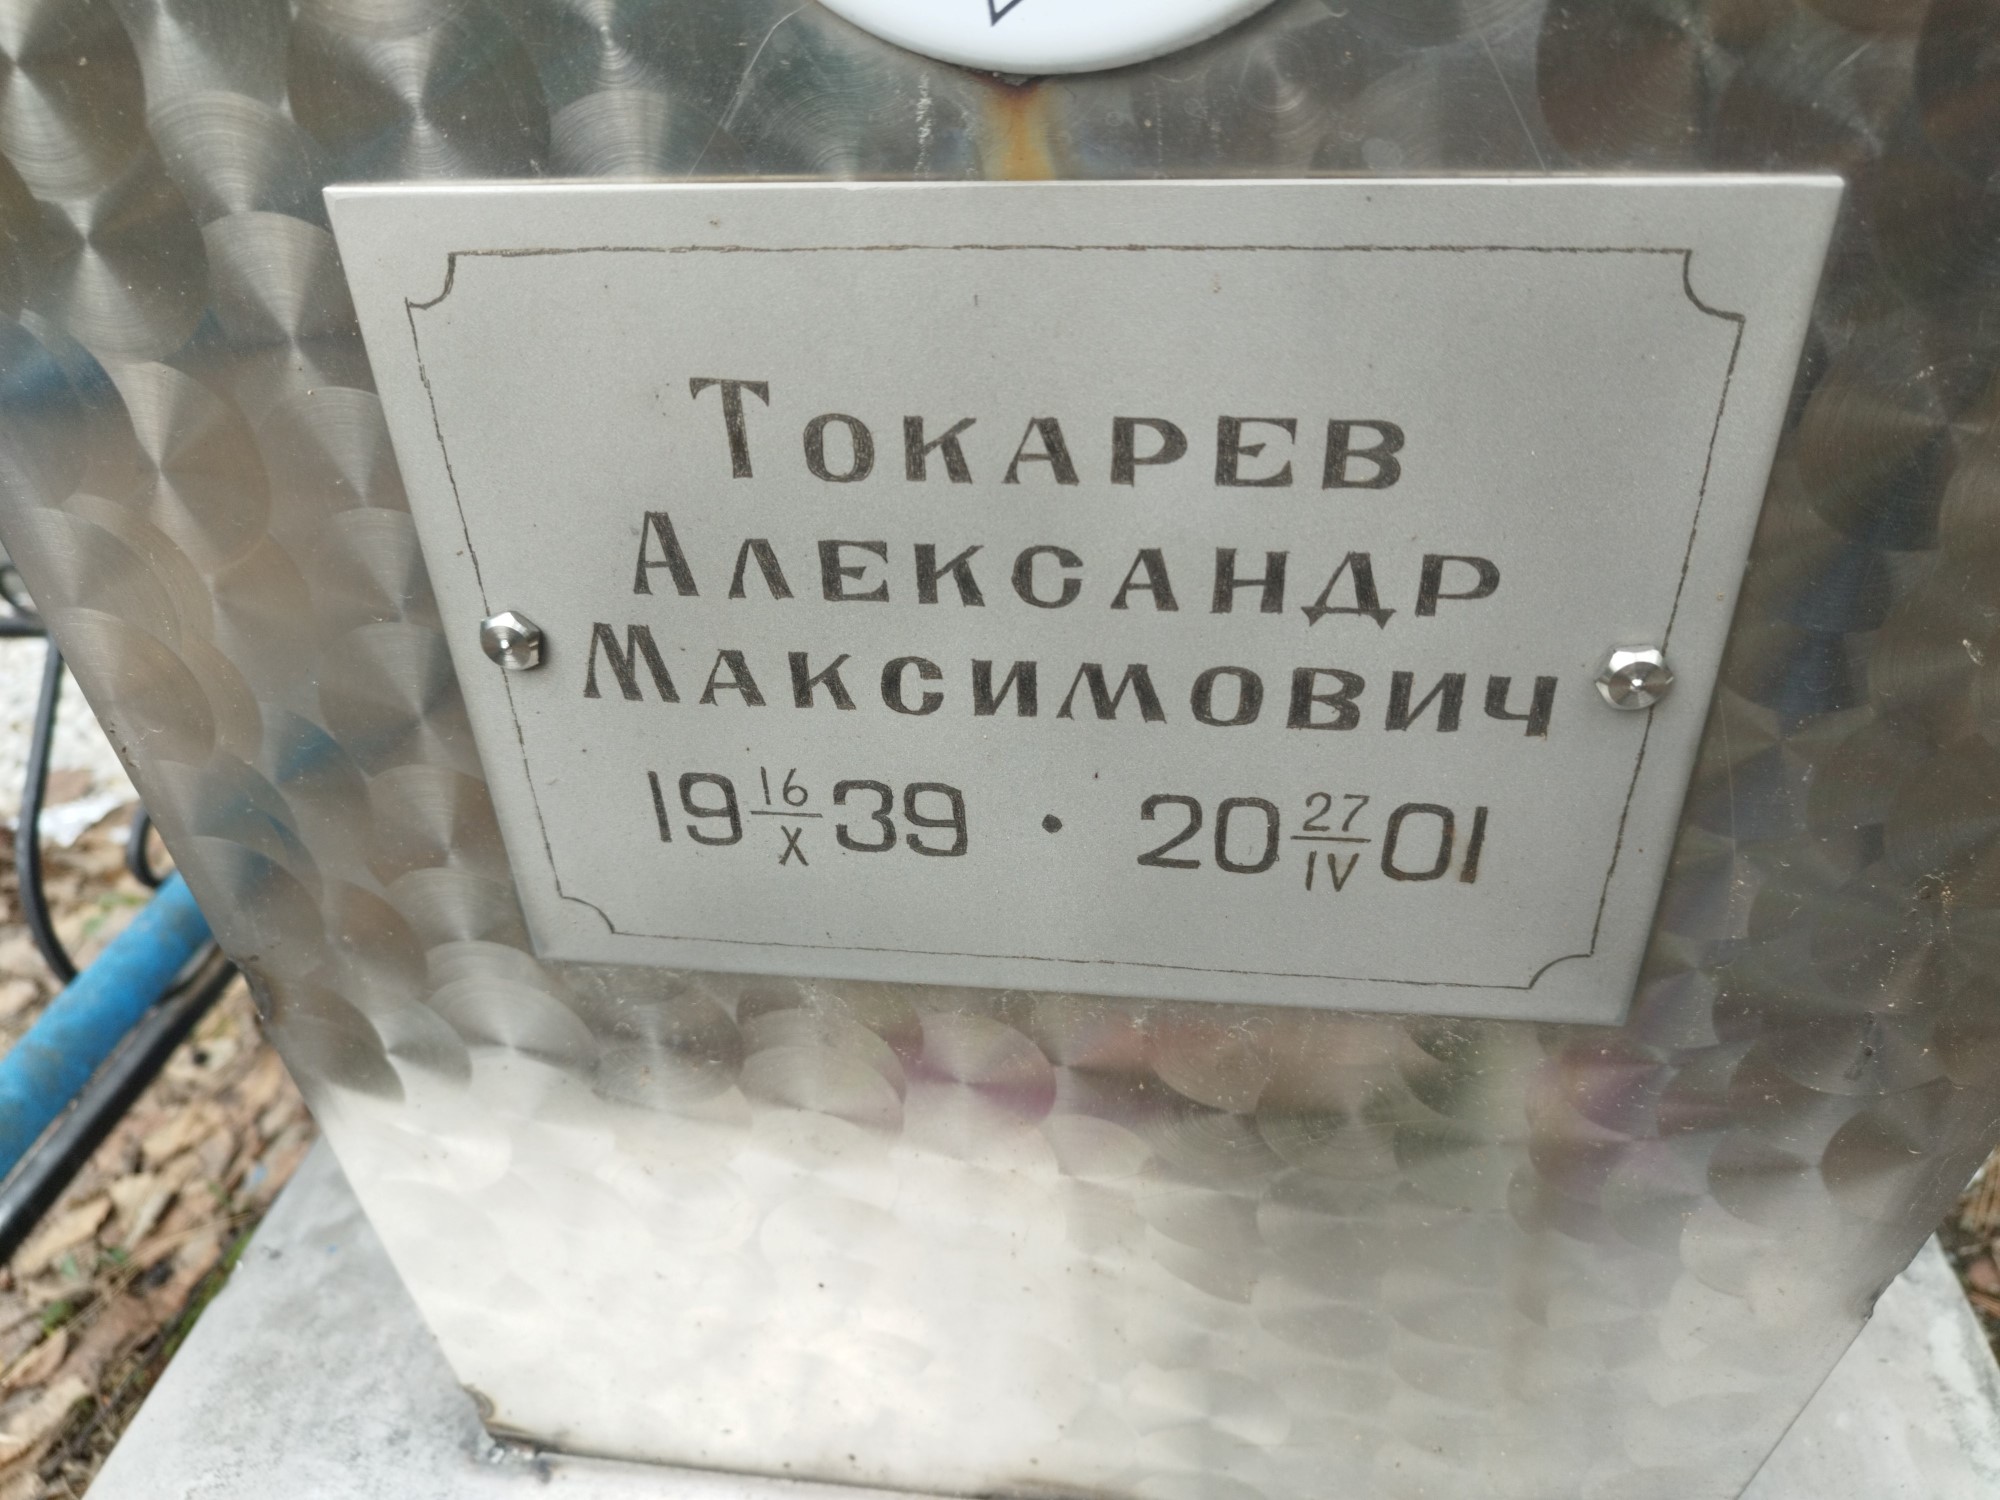 Токарев
Александр
Максимович
19 16/X 39 • 20 27/IV 01